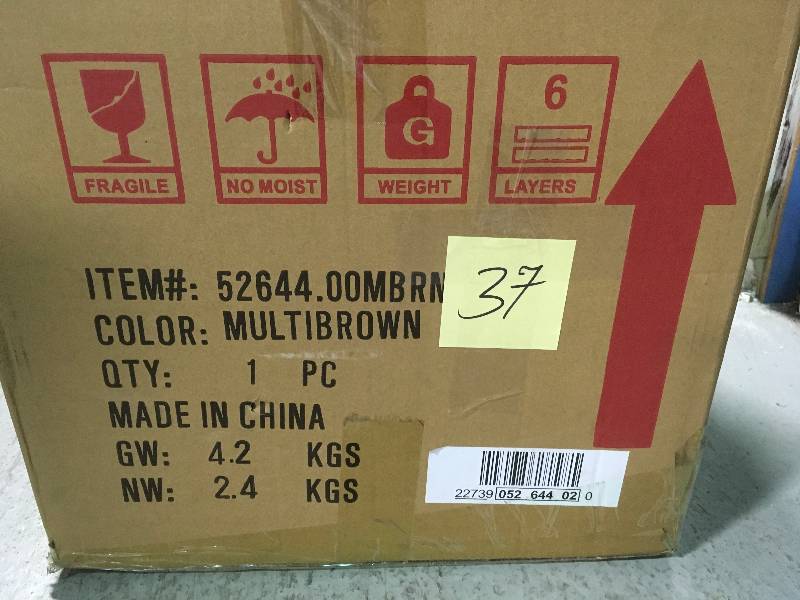 FRAGILE
NO MOIST
G
WEIGHT
6
LAYERS
ITEM#: 52644.00MBRN
37
COLOR: MULTIBROWN
QTY: 1 PC
MADE IN CHINA
GW: 4.2 KGS
NW: 2.4 KGS
22739 052 644 02 0